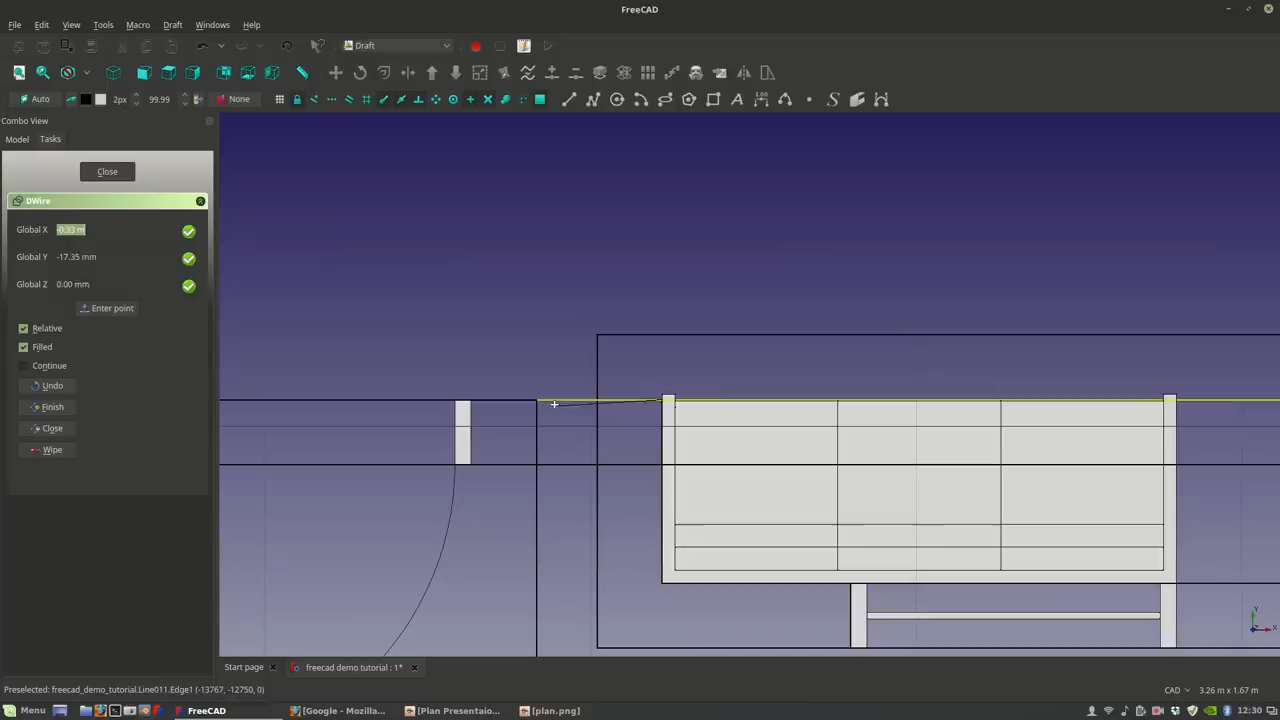 FreeCAD
File Edit View Tools Macro Draft Windows Help
Draft
Auto 2px 99.99 None
Combo View
Model Tasks
Close
DWire
Global X -0.33 m
Global Y -17.35 mm
Global Z 0.00 mm
Enter point
Relative
Filled
Continue
Undo
Finish
Close
Wipe
Y
X
Start page freecad demo tutorial : 1*
Preselected: freecad_demo_tutorial.Line011.Edge1 (-13767, -12750, 0) CAD 3.26 m x 1.67 m
Menu FreeCAD [Google - Mozilla... [Plan Presentaio... [plan.png] 12:30